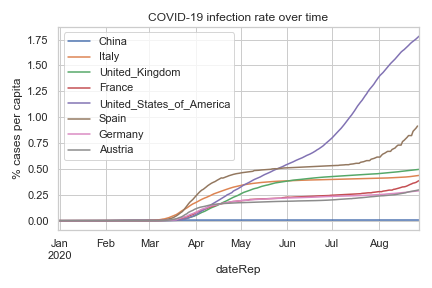 COVID-19 infection rate over time
% cases per capita
1.75
1.50
1.25
1.00
0.75
0.50
0.25
0.00
China
Italy
United_Kingdom
France
United_States_of_America
Spain
Germany
Austria
Jan Feb Mar Apr May Jun Jul Aug
2020
dateRep